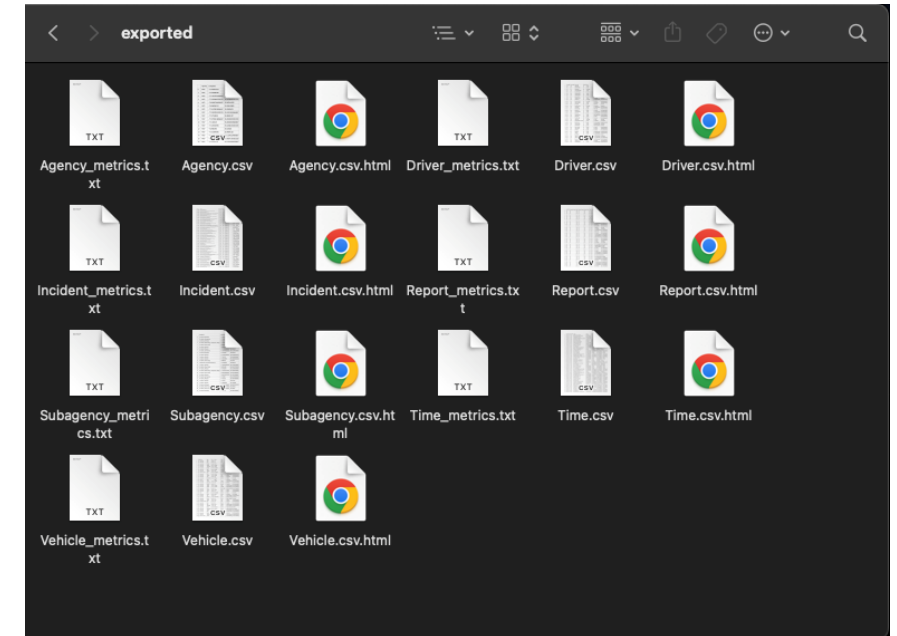 exported
TXT
CSV
TXT
CSV
Agency_metrics.t
xt
Agency.csv
Agency.csv.html
Driver_metrics.txt
Driver.csv
Driver.csv.html
TXT
CSV
TXT
CSV
Incident_metrics.t
xt
Incident.csv
Incident.csv.html
Report_metrics.tx
t
Report.csv
Report.csv.html
TXT
CSV
TXT
CSV
Subagency_metri
cs.txt
Subagency.csv
Subagency.csv.ht
ml
Time_metrics.txt
Time.csv
Time.csv.html
TXT
CSV
Vehicle_metrics.t
xt
Vehicle.csv
Vehicle.csv.html